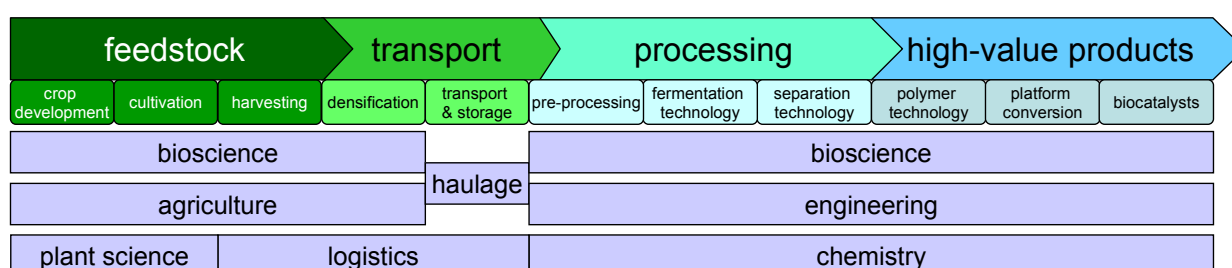 feedstock transport processing high-value products
crop development cultivation harvesting densification transport & storage pre-processing fermentation technology separation technology polymer technology platform conversion biocatalysts
bioscience bioscience
haulage
agriculture engineering
plant science logistics chemistry